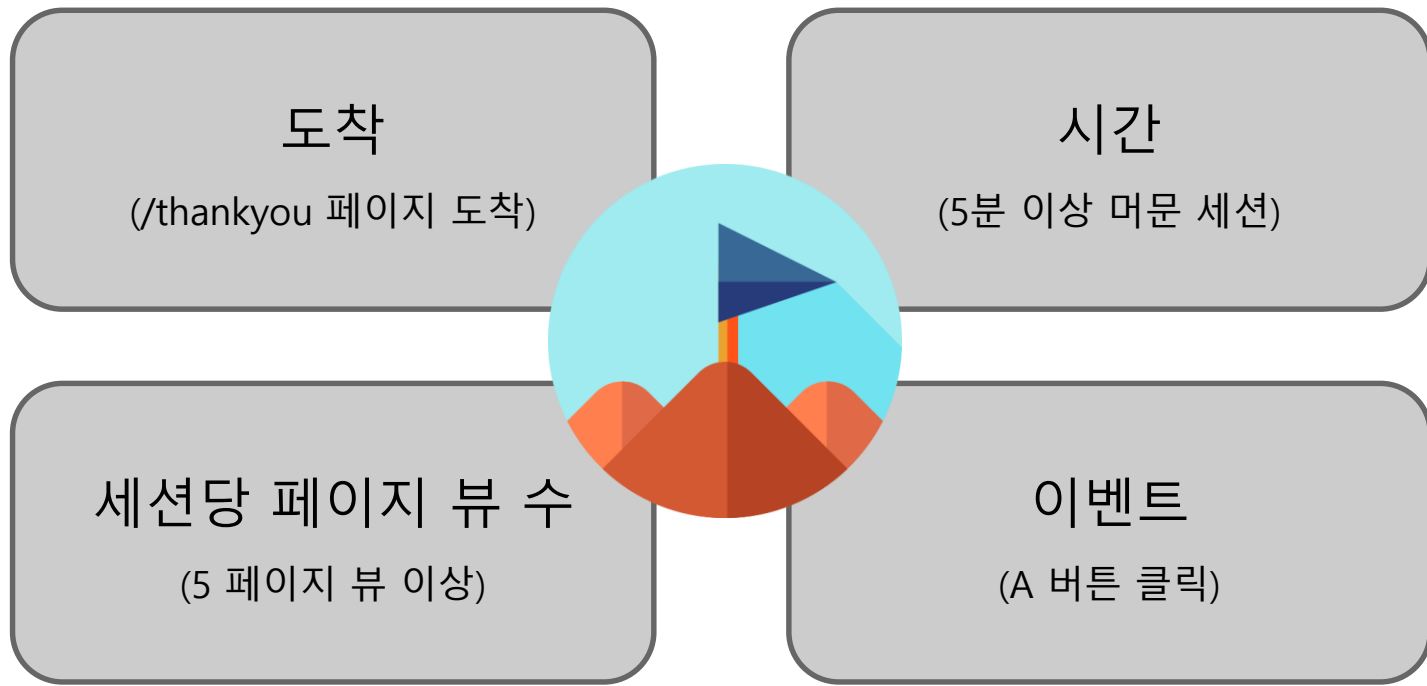 도착
(/thankyou 페이지 도착)
시간
(5분 이상 머문 세션)
세션당 페이지 뷰 수
(5 페이지 뷰 이상)
이벤트
(A 버튼 클릭)